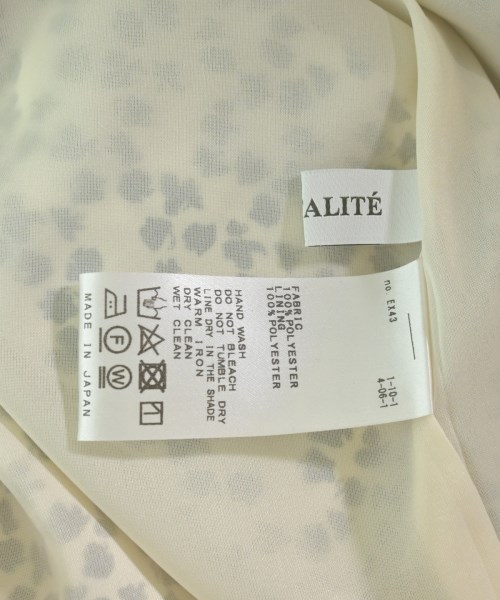 ALITÉ
no. EX43
1-10-1
4-06-1
FABRIC
100%POLYESTER
LINING
100%POLYESTER
HAND WASH
DO NOT BLEACH
DO NOT TUMBLE DRY
LINE DRY IN THE SHADE
WARM IRON
DRY CLEAN
WET CLEAN
F
W
MADE IN JAPAN